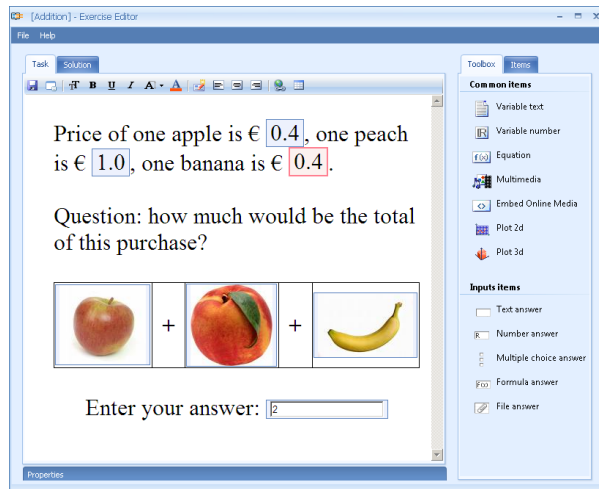 [Addition] - Exercise Editor
File Help
Task Solution
B U I A A
Price of one apple is € 0.4, one peach
is € 1.0, one banana is € 0.4.
Question: how much would be the total
of this purchase?
+ +
Enter your answer: 2
Properties
Toolbox Items
Common items
Variable text
R Variable number
f(x) Equation
Multimedia
<> Embed Online Media
Plot 2d
Plot 3d
Inputs items
Text answer
R Number answer
Multiple choice answer
F(x) Formula answer
File answer